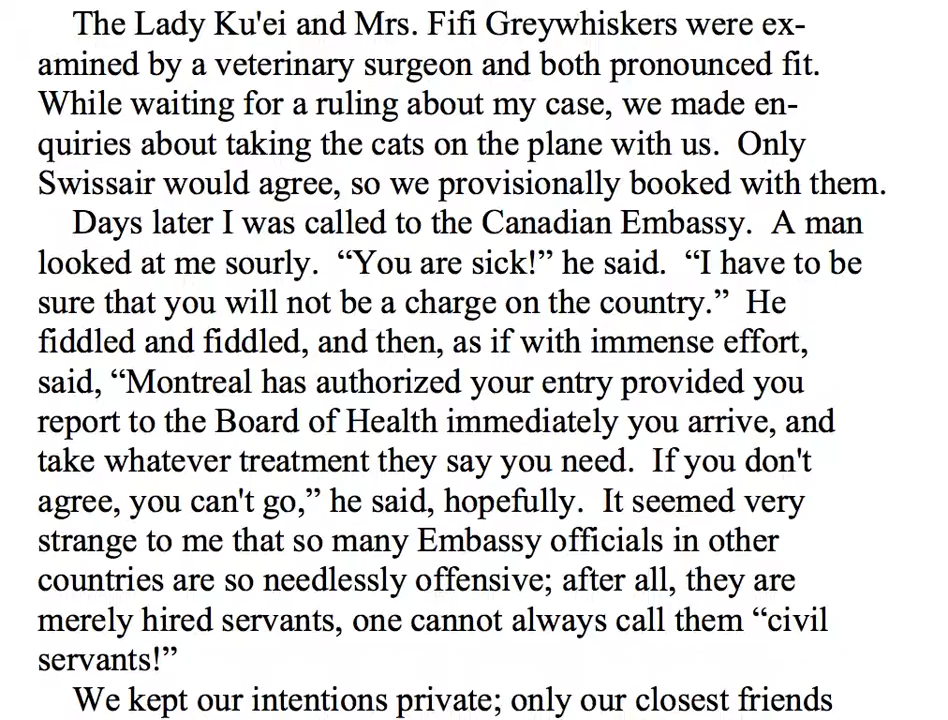 The Lady Ku'ei and Mrs. Fifi Greywhiskers were ex-
amined by a veterinary surgeon and both pronounced fit.
While waiting for a ruling about my case, we made en-
quiries about taking the cats on the plane with us.  Only
Swissair would agree, so we provisionally booked with them.
Days later I was called to the Canadian Embassy.  A man
looked at me sourly.  “You are sick!” he said.  “I have to be
sure that you will not be a charge on the country.”  He
fiddled and fiddled, and then, as if with immense effort,
said, “Montreal has authorized your entry provided you
report to the Board of Health immediately you arrive, and
take whatever treatment they say you need.  If you don't
agree, you can't go,” he said, hopefully.  It seemed very
strange to me that so many Embassy officials in other
countries are so needlessly offensive; after all, they are
merely hired servants, one cannot always call them “civil
servants!”
We kept our intentions private; only our closest friends